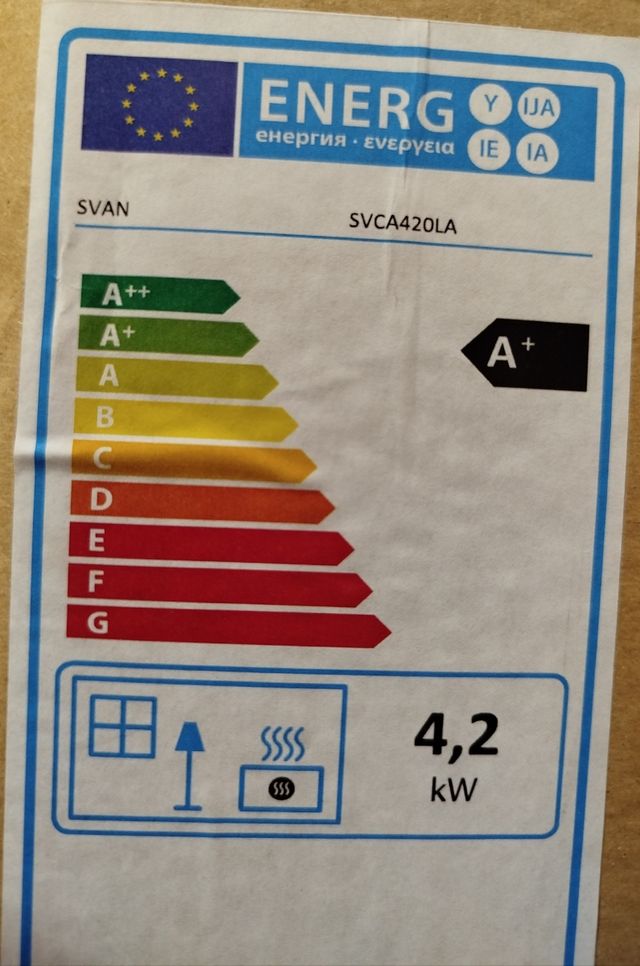 ENERG Y IJA
енергия · ενεργεια IE IA
SVAN SVCA420LA
A++
A+ A+
A
B
C
D
E
F
G
4,2
kW